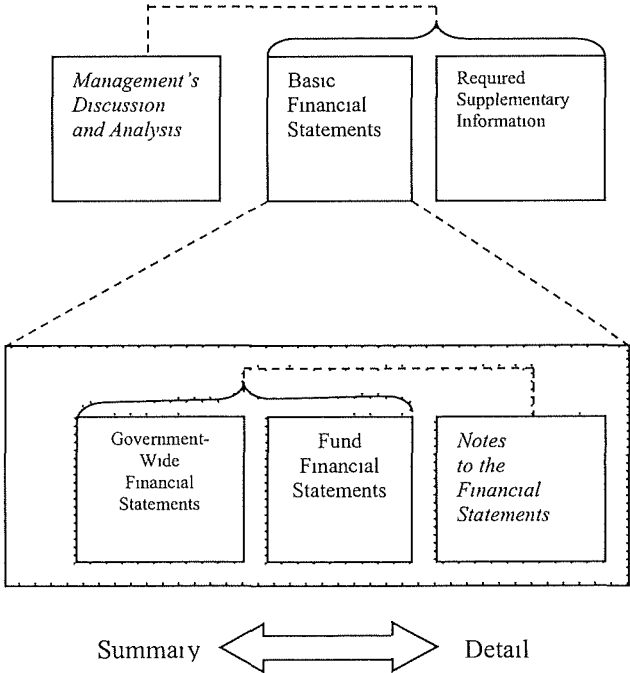 Management's
Discussion
and Analysis
Basic
Financial
Statements
Required
Supplementary
Information
Government-
Wide
Financial
Statements
Fund
Financial
Statements
Notes
to the
Financial
Statements
Summary
Detail